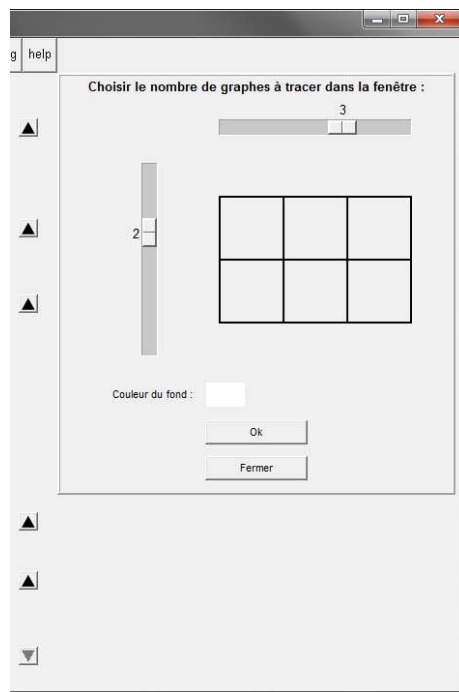 g help
Choisir le nombre de graphes à tracer dans la fenêtre :
3
2
Couleur du fond :
Ok
Fermer